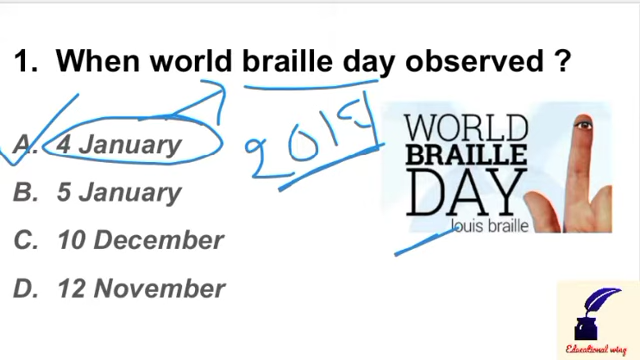 1. When world braille day observed ?
A. 4 January
B. 5 January
C. 10 December
D. 12 November
WORLD
BRAILLE
DAY
louis braille
Educational wing